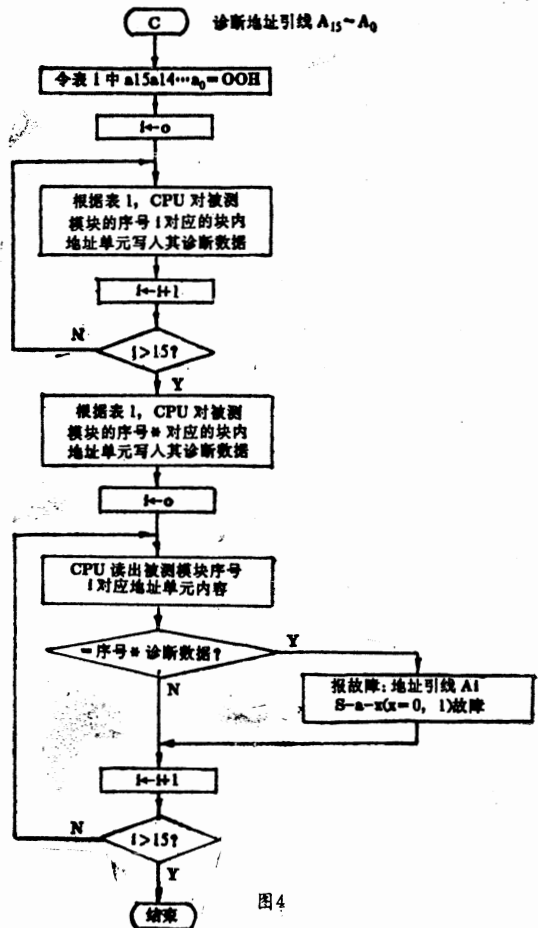 C
诊断地址引线 A₁₅~A₀
令表 1 中 a15a14…a₀=OOH
i←o
根据表 1, CPU 对被测
模块的序号 i 对应的块内
地址单元写入其诊断数据
i←i+1
N
i>15?
Y
根据表 1, CPU 对被测
模块的序号* 对应的块内
地址单元写入其诊断数据
i←o
CPU 读出被测模块序号
i 对应地址单元内容
=序号* 诊断数据?
Y
N
报故障:地址引线 Ai
S-a-x(x=0, 1)故障
i←i+1
N
i>15?
Y
结束
图4